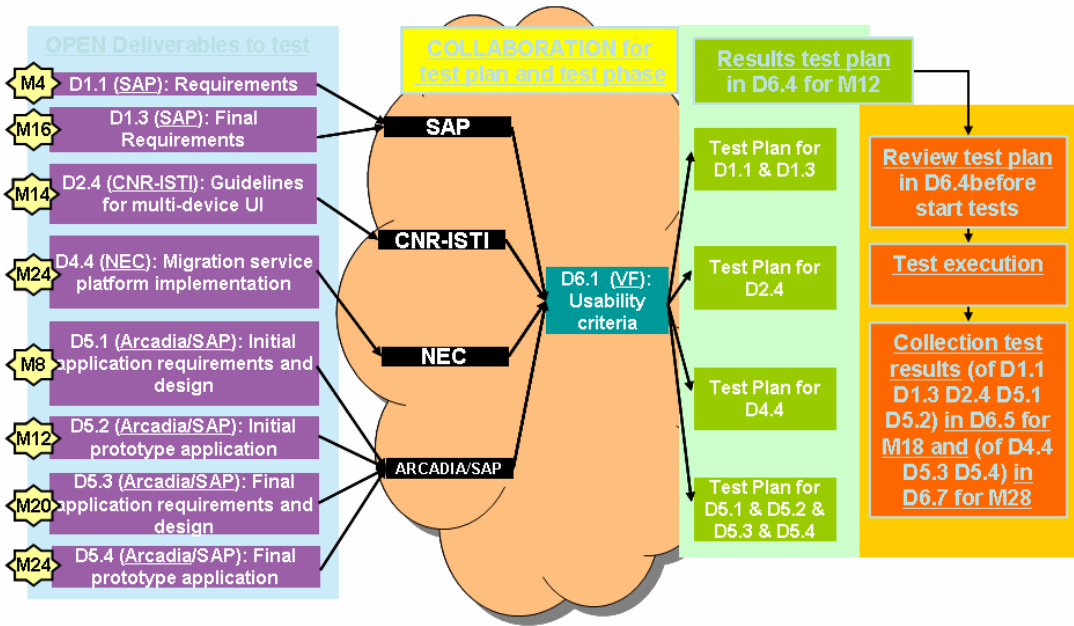 OPEN Deliverables to test
M4
D1.1 (SAP): Requirements
M16
D1.3 (SAP): Final
Requirements
M14
D2.4 (CNR-ISTI): Guidelines
for multi-device UI
M24
D4.4 (NEC): Migration service
platform implementation
M8
D5.1 (Arcadia/SAP): Initial
application requirements and
design
M12
D5.2 (Arcadia/SAP): Initial
prototype application
M20
D5.3 (Arcadia/SAP): Final
application requirements and
design
M24
D5.4 (Arcadia/SAP): Final
prototype application
COLLABORATION for
test plan and test phase
SAP
CNR-ISTI
NEC
ARCADIA/SAP
D6.1 (VF):
Usability
criteria
Results test plan
in D6.4 for M12
Test Plan for
D1.1 & D1.3
Test Plan for
D2.4
Test Plan for
D4.4
Test Plan for
D5.1 & D5.2 &
D5.3 & D5.4
Review test plan
in D6.4before
start tests
Test execution
Collection test
results (of D1.1
D1.3 D2.4 D5.1
D5.2) in D6.5 for
M18 and (of D4.4
D5.3 D5.4) in
D6.7 for M28